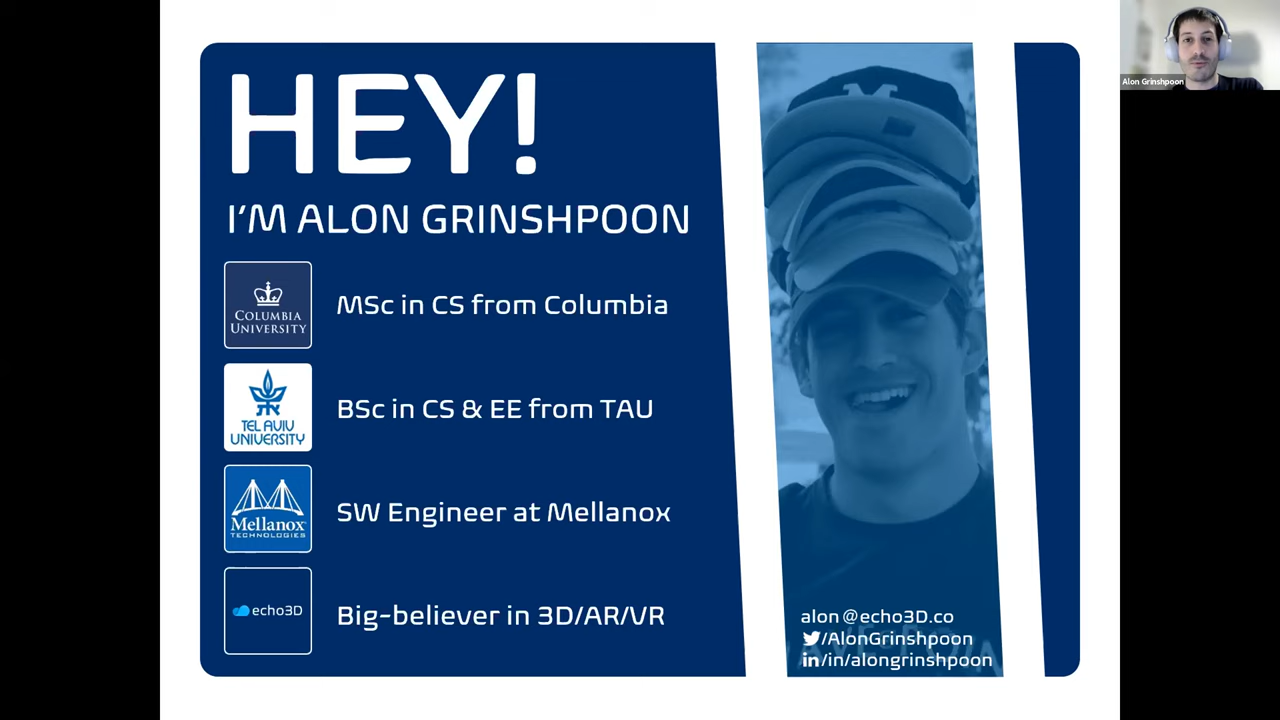 HEY!
I'M ALON GRINSHPOON
COLUMBIA
UNIVERSITY
MSc in CS from Columbia
TEL AVIV
UNIVERSITY
BSc in CS & EE from TAU
Mellanox
TECHNOLOGIES
SW Engineer at Mellanox
echo3D
Big-believer in 3D/AR/VR
M
alon@echo3D.co
/AlonGrinshpoon
in/in/alongrinshpoon
Alon Grinshpoon